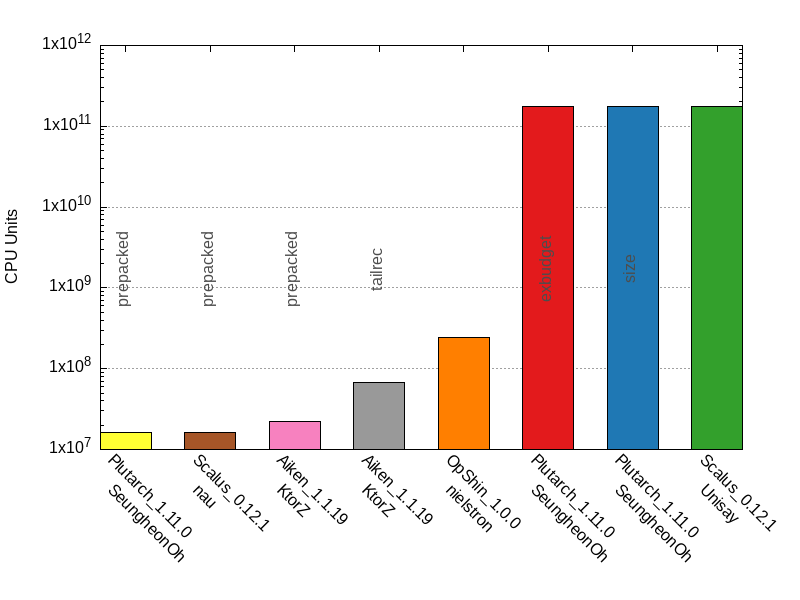 1x10^12
1x10^11
1x10^10
1x10^9
1x10^8
1x10^7
CPU Units
prepacked
prepacked
prepacked
tailrec
exbudget
size
Plutarch_1.11.0
SeungheonOh
Scalus_0.12.1
nau
Aiken_1.1.19
KtorZ
Aiken_1.1.19
KtorZ
OpShin_1.0.0
nielstron
Plutarch_1.11.0
SeungheonOh
Plutarch_1.11.0
SeungheonOh
Scalus_0.12.1
Unisay